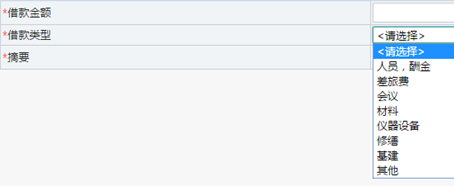 *借款金额
*借款类型
<请选择>
<请选择>
*摘要
人员，酬金
差旅费
会议
材料
仪器设备
修缮
基建
其他